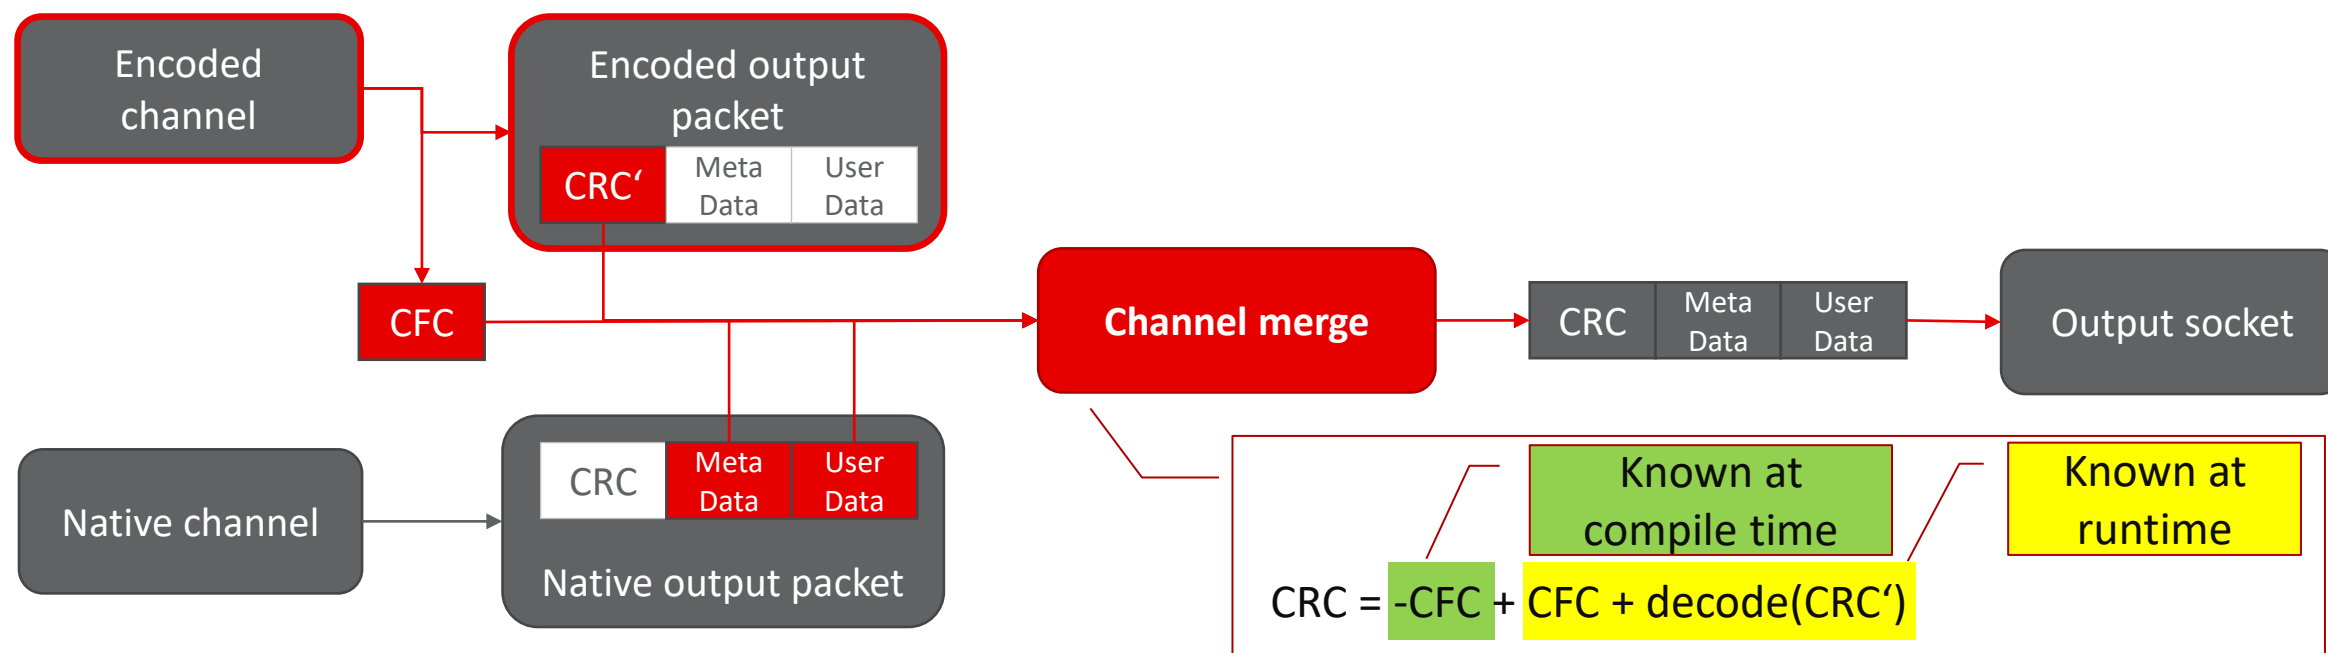 Encoded
channel
Encoded output
packet
CRC‘
Meta
Data
User
Data
CFC
Channel merge
CRC
Meta
Data
User
Data
Output socket
Native channel
CRC
Meta
Data
User
Data
Native output packet
Known at
compile time
Known at
runtime
CRC = -CFC + CFC + decode(CRC‘)